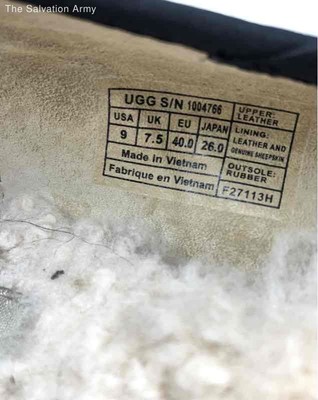 The Salvation Army
UGG S/N 1004766
USA UK EU JAPAN
9 7.5 40.0 26.0
Made in Vietnam
Fabrique en Vietnam
UPPER:
LEATHER
LINING:
LEATHER AND
GENUINE SHEEPSKIN
OUTSOLE:
RUBBER
F27113H